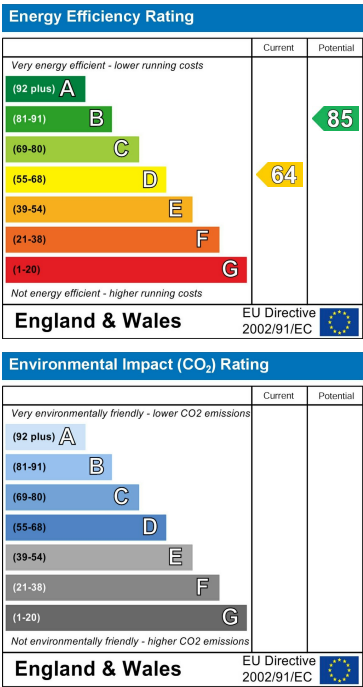 Energy Efficiency Rating
Current Potential
Very energy efficient - lower running costs
(92 plus) A
(81-91) B 85
(69-80) C
(55-68) D 64
(39-54) E
(21-38) F
(1-20) G
Not energy efficient - higher running costs
England & Wales EU Directive 2002/91/EC
Environmental Impact (CO₂) Rating
Current Potential
Very environmentally friendly - lower CO2 emissions
(92 plus) A
(81-91) B
(69-80) C
(55-68) D
(39-54) E
(21-38) F
(1-20) G
Not environmentally friendly - higher CO2 emissions
England & Wales EU Directive 2002/91/EC